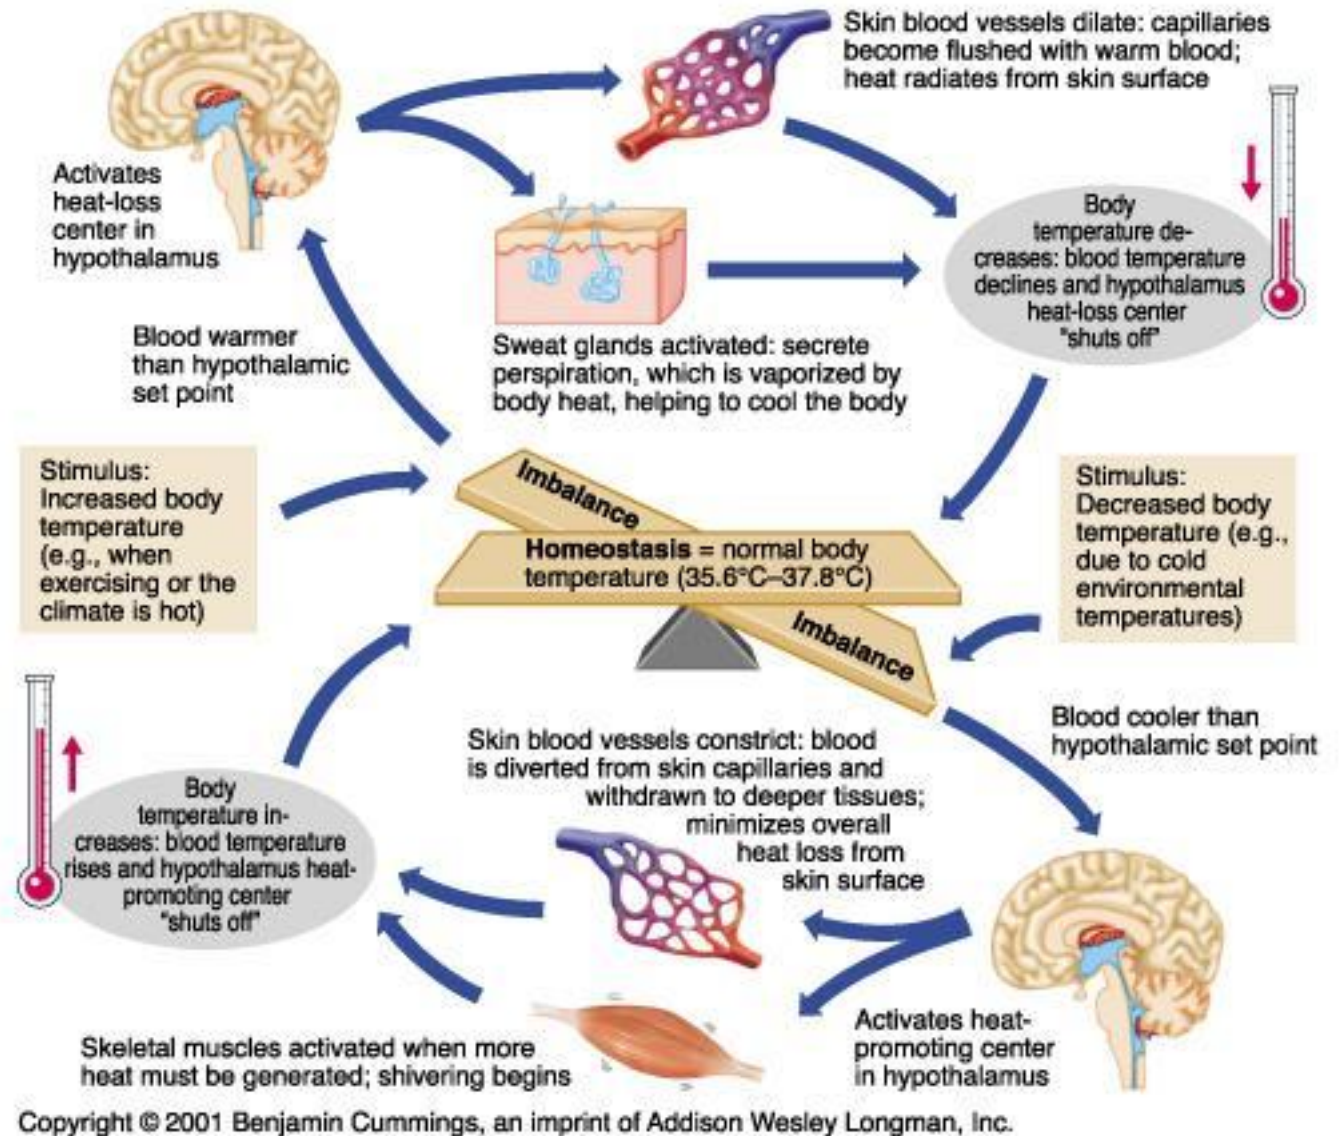 Skin blood vessels dilate: capillaries
become flushed with warm blood;
heat radiates from skin surface
Activates
heat-loss
center in
hypothalamus
Body
temperature de-
creases: blood temperature
declines and hypothalamus
heat-loss center
"shuts off"
Blood warmer
than hypothalamic
set point
Sweat glands activated: secrete
perspiration, which is vaporized by
body heat, helping to cool the body
Stimulus:
Increased body
temperature
(e.g., when
exercising or the
climate is hot)
Imbalance
Homeostasis = normal body
temperature (35.6°C–37.8°C)
Imbalance
Stimulus:
Decreased body
temperature (e.g.,
due to cold
environmental
temperatures)
Blood cooler than
hypothalamic set point
Skin blood vessels constrict: blood
is diverted from skin capillaries and
withdrawn to deeper tissues;
minimizes overall
heat loss from
skin surface
Body
temperature in-
creases: blood temperature
rises and hypothalamus heat-
promoting center
"shuts off"
Activates heat-
promoting center
in hypothalamus
Skeletal muscles activated when more
heat must be generated; shivering begins
Copyright © 2001 Benjamin Cummings, an imprint of Addison Wesley Longman, Inc.